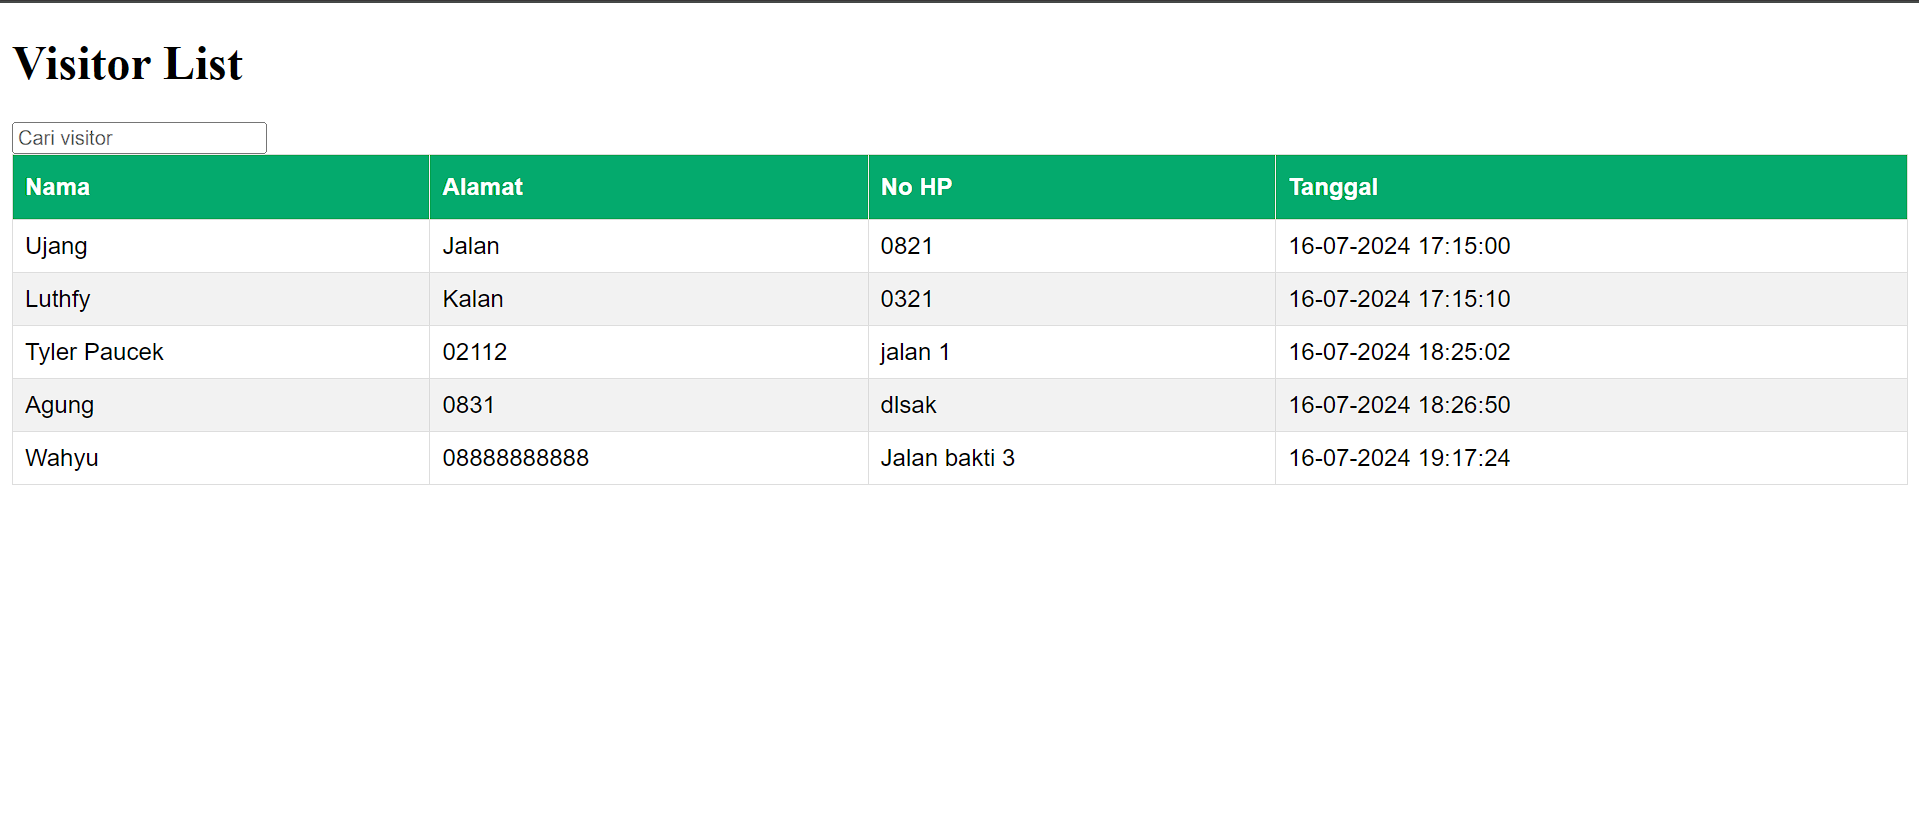 Visitor List
Cari visitor
Nama Alamat No HP Tanggal
Ujang Jalan 0821 16-07-2024 17:15:00
Luthfy Kalan 0321 16-07-2024 17:15:10
Tyler Paucek 02112 jalan 1 16-07-2024 18:25:02
Agung 0831 dlsak 16-07-2024 18:26:50
Wahyu 08888888888 Jalan bakti 3 16-07-2024 19:17:24